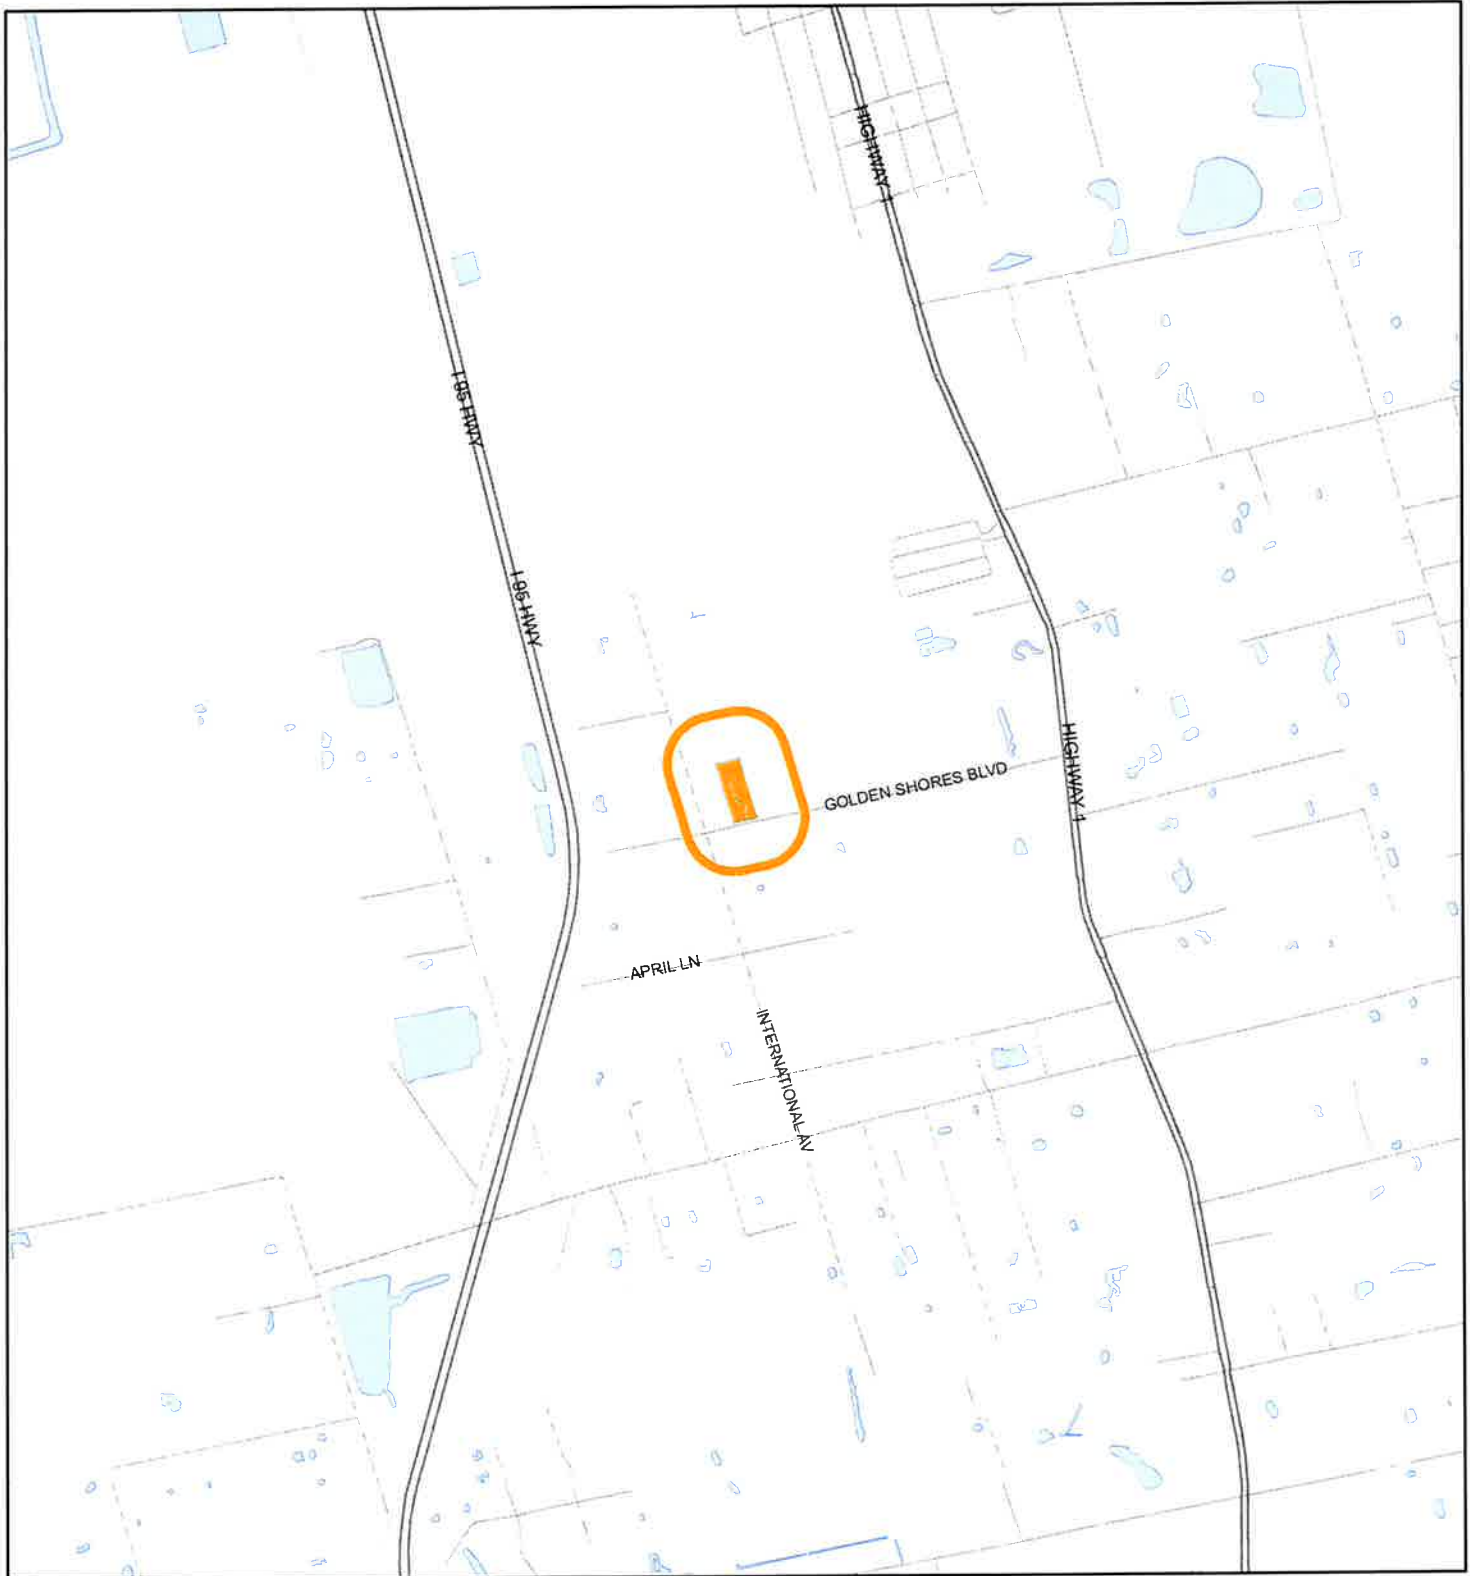 HIGHWAY 1
I 95 HWY
I 95 HWY
HIGHWAY 1
GOLDEN SHORES BLVD
APRIL LN
INTERNATIONAL AV